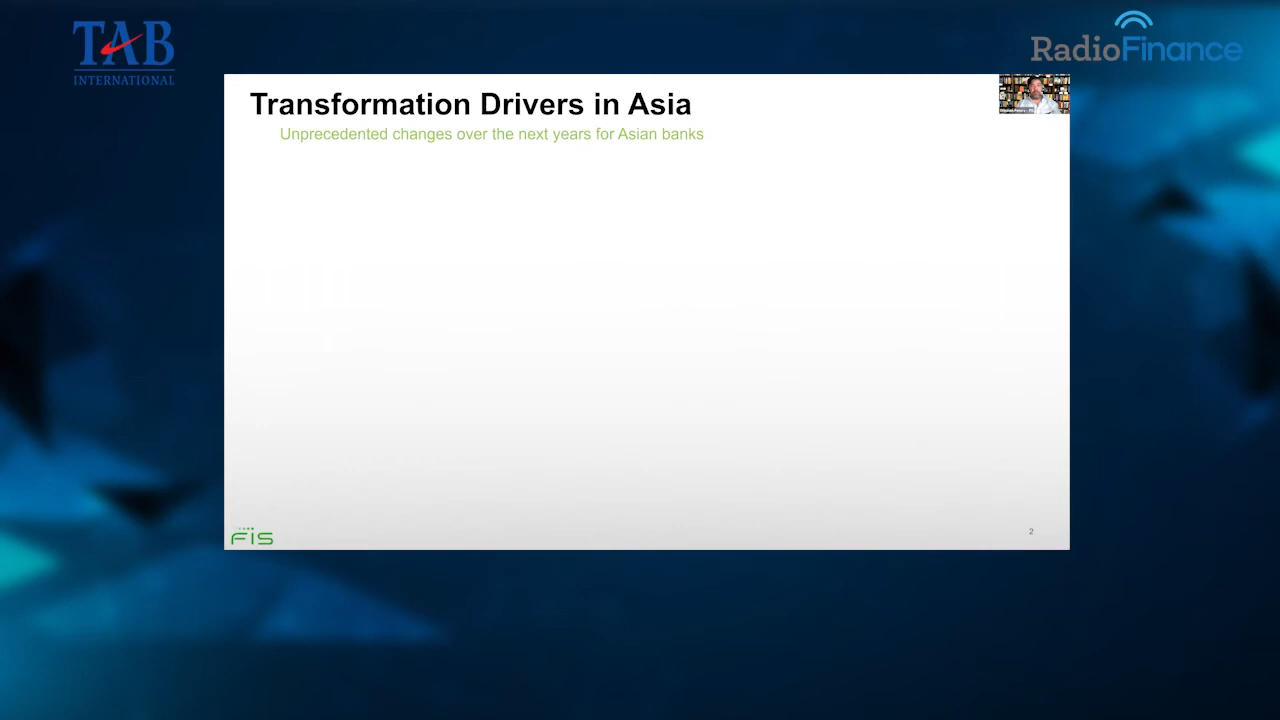 TAB
INTERNATIONAL
RadioFinance
Transformation Drivers in Asia
Unprecedented changes over the next years for Asian banks
FIS
2